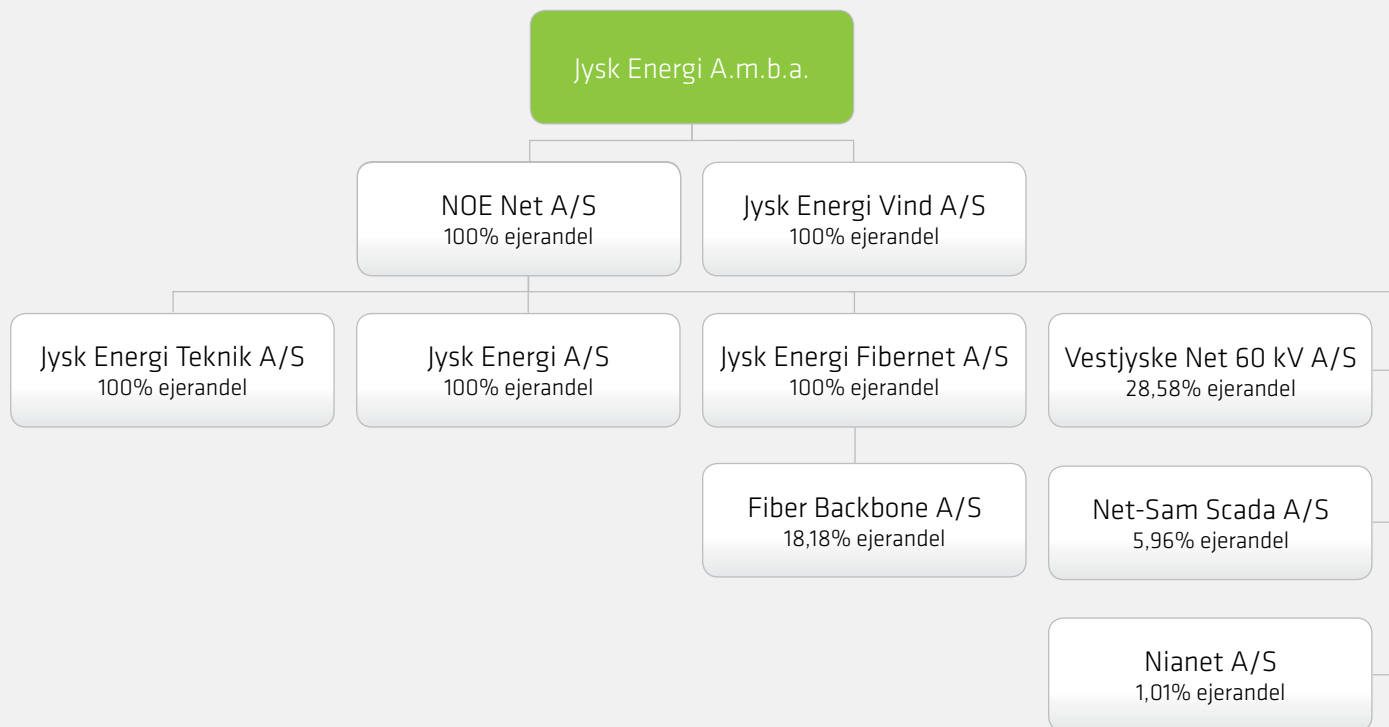 Jysk Energi A.m.b.a.
NOE Net A/S
100% ejerandel
Jysk Energi Vind A/S
100% ejerandel
Jysk Energi Teknik A/S
100% ejerandel
Jysk Energi A/S
100% ejerandel
Jysk Energi Fibernet A/S
100% ejerandel
Vestjyske Net 60 kV A/S
28,58% ejerandel
Fiber Backbone A/S
18,18% ejerandel
Net-Sam Scada A/S
5,96% ejerandel
Nianet A/S
1,01% ejerandel